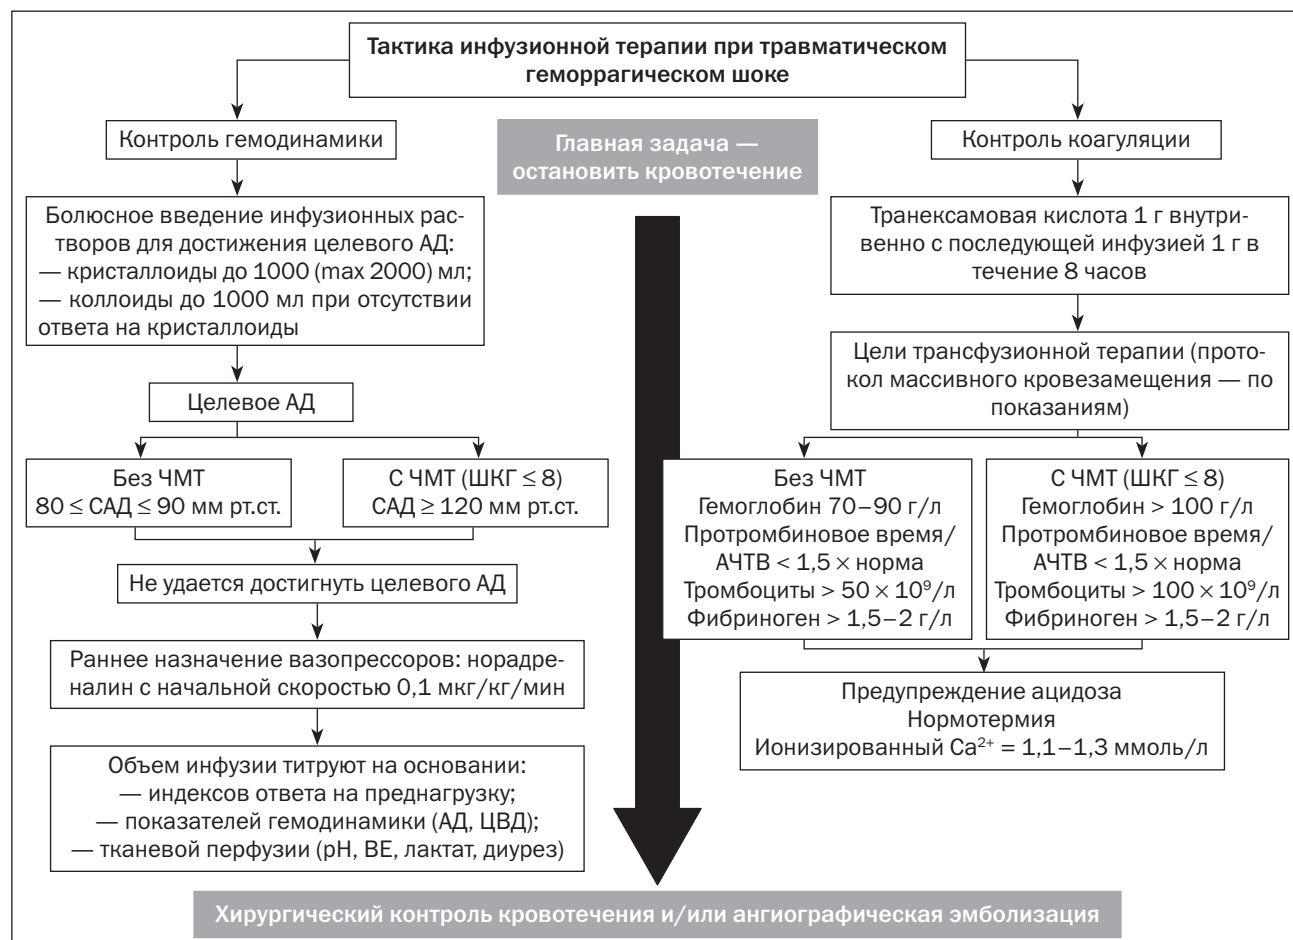 Тактика инфузионной терапии при травматическом
геморрагическом шоке
Контроль гемодинамики
Главная задача —
остановить кровотечение
Контроль коагуляции
Болюсное введение инфузионных рас-
творов для достижения целевого АД:
— кристаллоиды до 1000 (max 2000) мл;
— коллоиды до 1000 мл при отсутствии
ответа на кристаллоиды
Транексамовая кислота 1 г внутри-
венно с последующей инфузией 1 г в
течение 8 часов
Цели трансфузионной терапии (прото-
кол массивного кровезамещения — по
показаниям)
Целевое АД
Без ЧМТ
80 ≤ САД ≤ 90 мм рт.ст.
С ЧМТ (ШКГ ≤ 8)
САД ≥ 120 мм рт.ст.
Без ЧМТ
Гемоглобин 70–90 г/л
Протромбиновое время/
АЧТВ < 1,5 × норма
Тромбоциты > 50 × 10⁹/л
Фибриноген > 1,5–2 г/л
С ЧМТ (ШКГ ≤ 8)
Гемоглобин > 100 г/л
Протромбиновое время/
АЧТВ < 1,5 × норма
Тромбоциты > 100 × 10⁹/л
Фибриноген > 1,5–2 г/л
Не удается достигнуть целевого АД
Раннее назначение вазопрессоров: норадре-
налин с начальной скоростью 0,1 мкг/кг/мин
Предупреждение ацидоза
Нормотермия
Ионизированный Ca²⁺ = 1,1–1,3 ммоль/л
Объем инфузии титруют на основании:
— индексов ответа на преднагрузку;
— показателей гемодинамики (АД, ЦВД);
— тканевой перфузии (pH, BE, лактат, диурез)
Хирургический контроль кровотечения и/или ангиографическая эмболизация